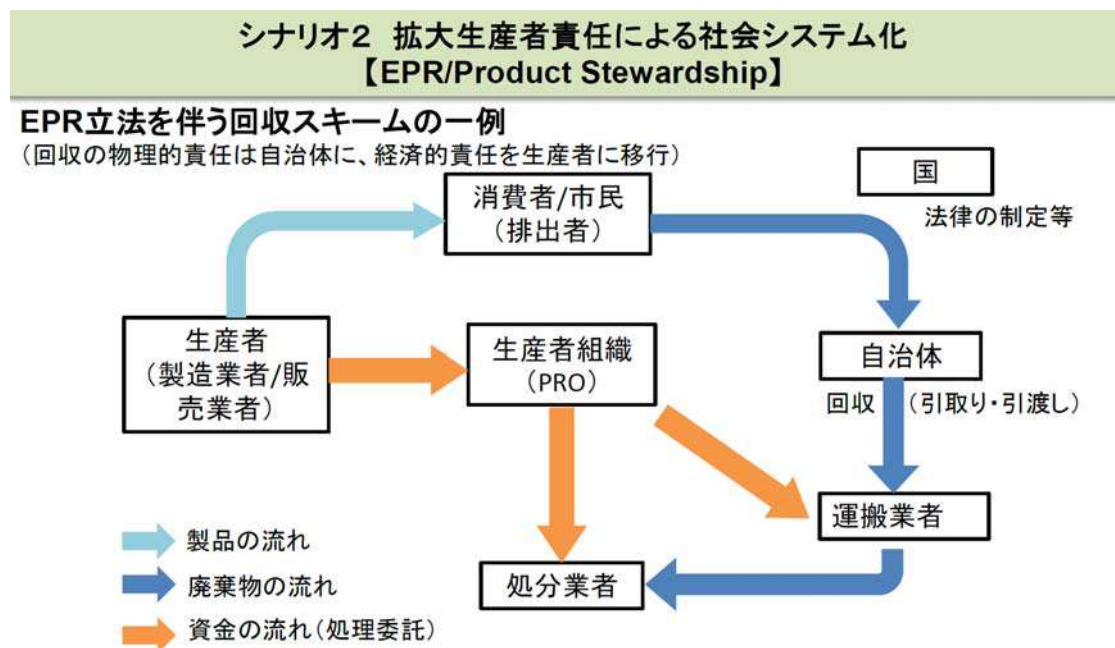 シナリオ2 拡大生産者責任による社会システム化
【EPR/Product Stewardship】
EPR立法を伴う回収スキームの一例
（回収の物理的責任は自治体に、経済的責任を生産者に移行）
国
法律の制定等
消費者/市民
（排出者）
生産者
（製造業者/販
売業者）
生産者組織
（PRO）
自治体
回収
（引取り・引渡し）
運搬業者
処分業者
製品の流れ
廃棄物の流れ
資金の流れ（処理委託）